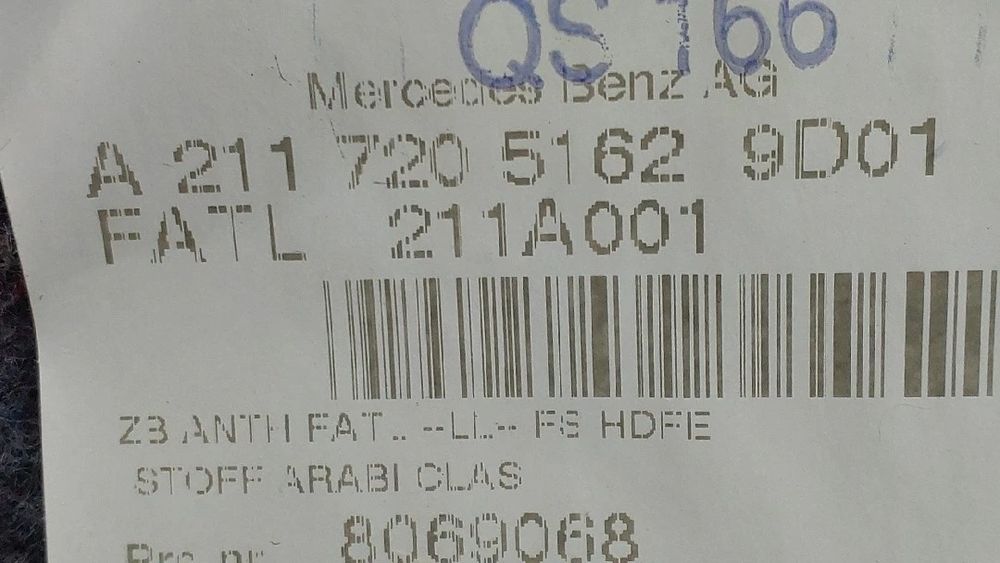 QS 166
Mercedes Benz AG
A 211 720 5162 9D01
FATL 211A001
ZB ANTH FAT.. --LL-- FS HDFE
STOFF ARABI CLAS
8069068